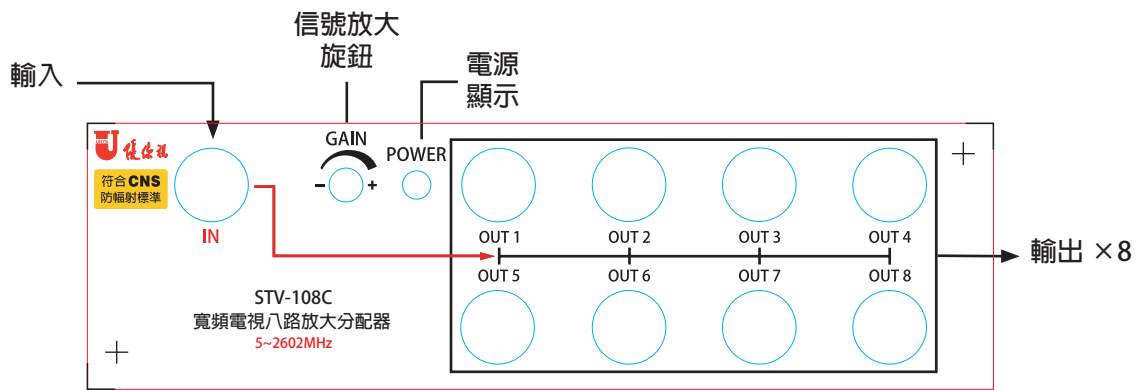 信號放大
旋鈕
電源
顯示
輸入
優保視
符合CNS
防幅射標準
GAIN
POWER
- +
IN
OUT 1 OUT 2 OUT 3 OUT 4
OUT 5 OUT 6 OUT 7 OUT 8
輸出 ×8
STV-108C
寬頻電視八路放大分配器
5~2602MHz